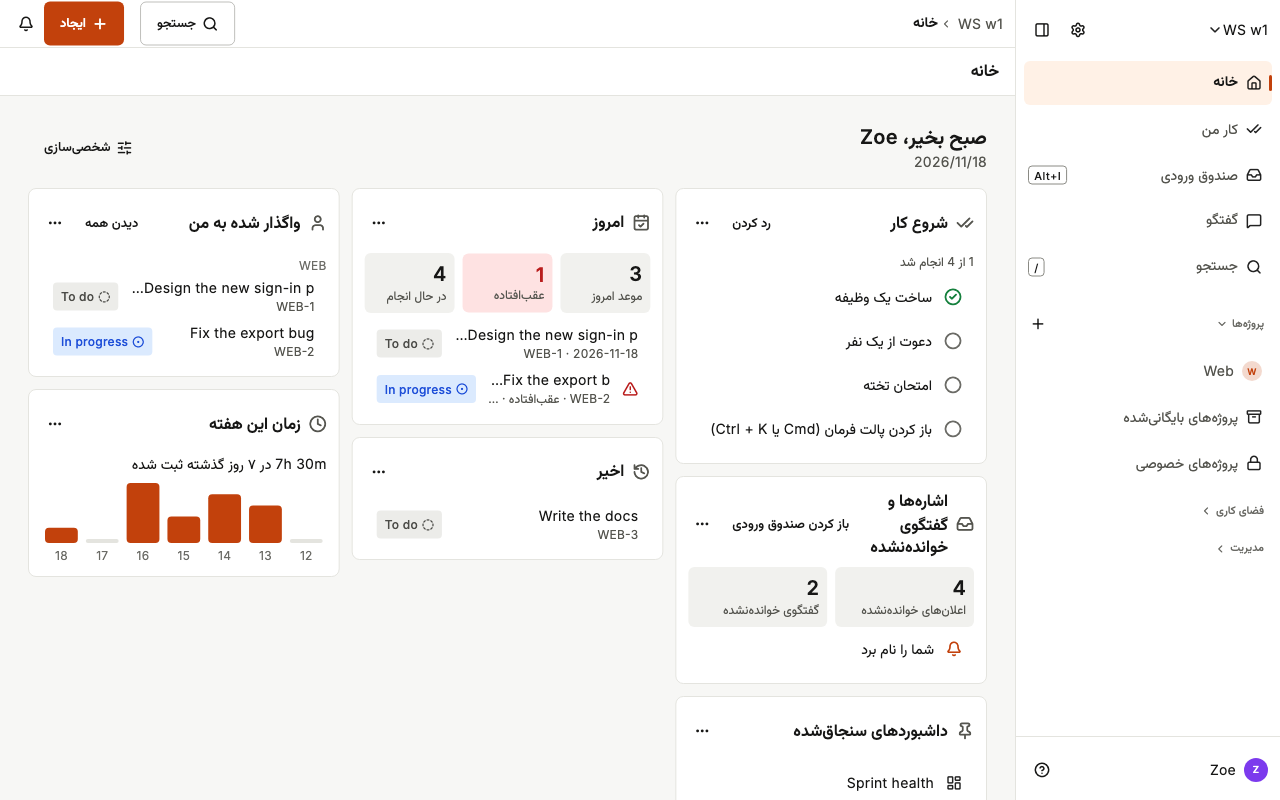 WS w1
خانه
کار من
صندوق ورودی
Alt+I
گفتگو
جستجو
/
پروژه‌ها
W
Web
پروژه‌های بایگانی‌شده
پروژه‌های خصوصی
فضای کاری
مدیریت
Z
Zoe
WS w1 › خانه
جستجو
ایجاد
خانه
صبح بخیر، Zoe
2026/11/18
شخصی‌سازی
شروع کار
رد کردن
1 از 4 انجام شد
ساخت یک وظیفه
دعوت از یک نفر
امتحان تخته
باز کردن پالت فرمان (Cmd یا Ctrl + K)
اشاره‌ها و گفتگوی خوانده‌نشده
باز کردن صندوق ورودی
4
اعلان‌های خوانده‌نشده
2
گفتگوی خوانده‌نشده
شما را نام برد
داشبوردهای سنجاق‌شده
Sprint health
امروز
3
موعد امروز
1
عقب‌افتاده
4
در حال انجام
Design the new sign-in p...
WEB-1 · 2026-11-18
To do
Fix the export b...
WEB-2 · عقب‌افتاده · ...
In progress
اخیر
Write the docs
WEB-3
To do
واگذار شده به من
دیدن همه
WEB
Design the new sign-in p...
WEB-1
To do
Fix the export bug
WEB-2
In progress
زمان این هفته
7h 30m در ۷ روز گذشته ثبت شده
12
13
14
15
16
17
18